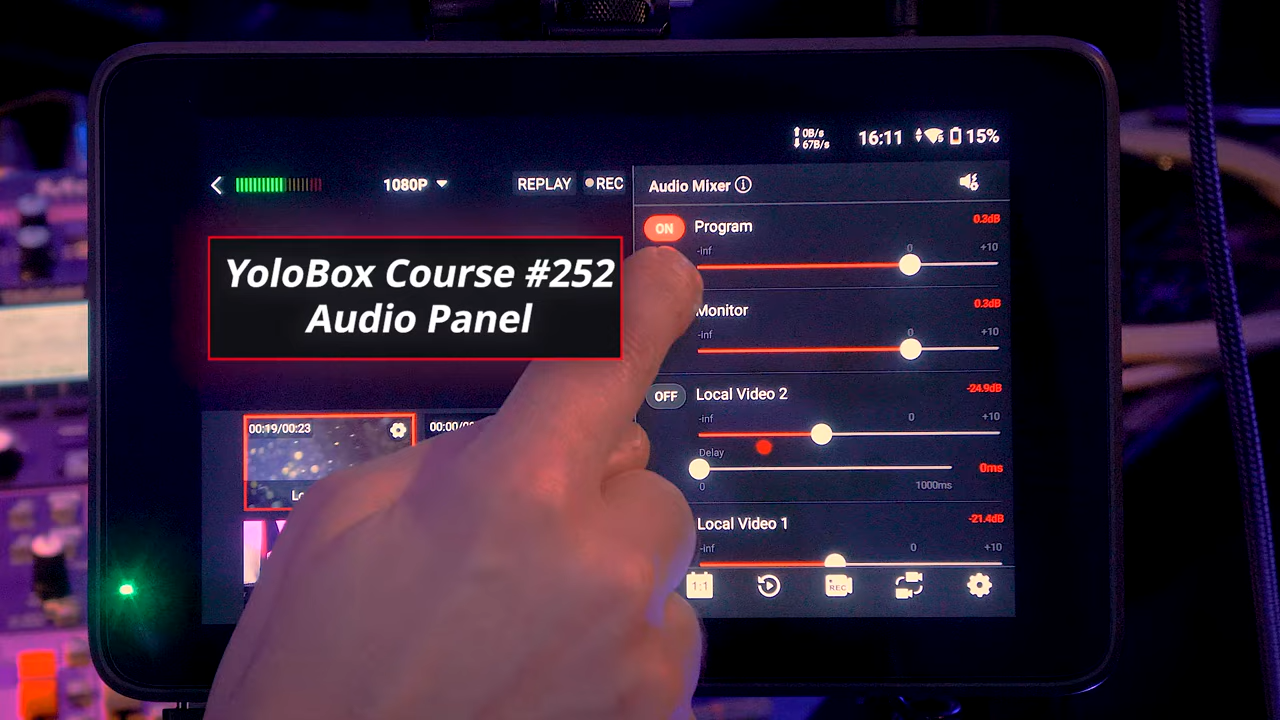 0B/s
67B/s
16:11
15%
1080P
REPLAY
REC
Audio Mixer
ON
Program
0.3dB
-inf
0
+10
YoloBox Course #252
Audio Panel
Monitor
0.3dB
-inf
0
+10
OFF
Local Video 2
-24.9dB
-inf
0
+10
Delay
0ms
0
1000ms
00:19/00:23
00:00/00
Local Video 1
-21.4dB
-inf
0
+10
1:1
REC